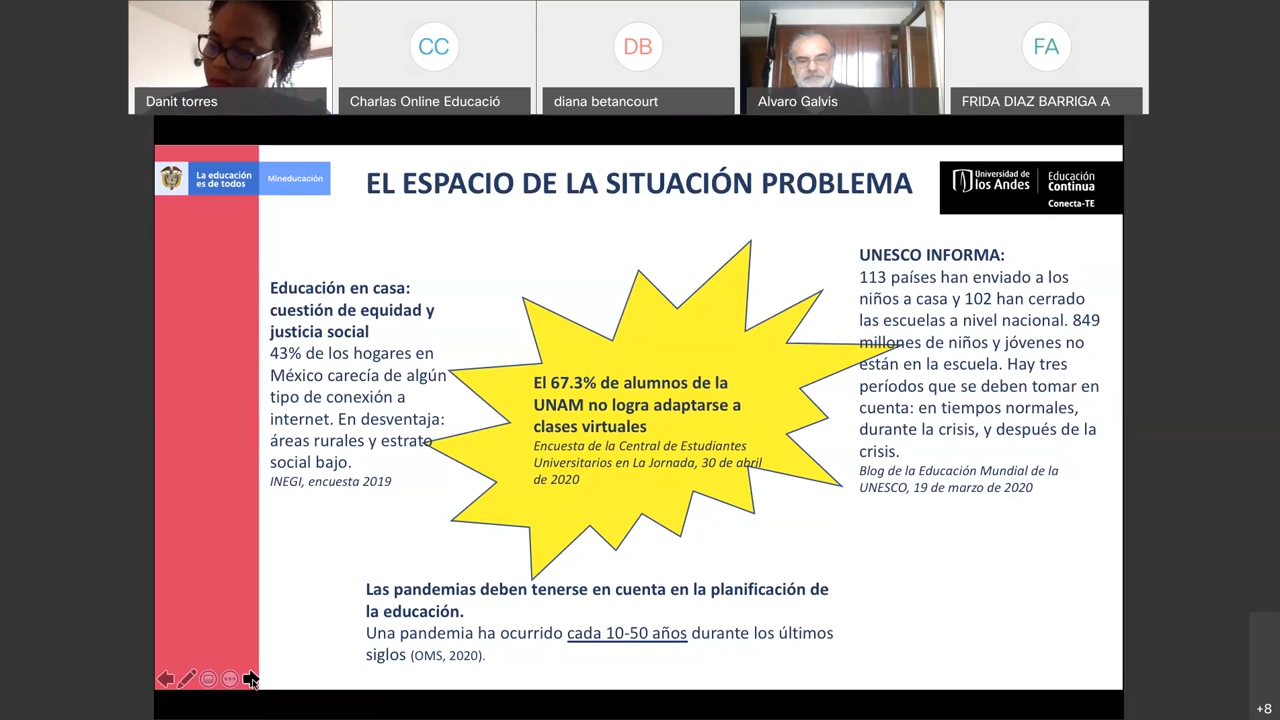 CC
DB
FA
Danit torres
Charlas Online Educació
diana betancourt
Alvaro Galvis
FRIDA DIAZ BARRIGA A
La educación
es de todos
Mineducación
EL ESPACIO DE LA SITUACIÓN PROBLEMA
Universidad de
los Andes
Educación
Continua
Conecta-TE
Educación en casa:
cuestión de equidad y
justicia social
43% de los hogares en
México carecía de algún
tipo de conexión a
internet. En desventaja:
áreas rurales y estrato
social bajo.
INEGI, encuesta 2019
El 67.3% de alumnos de la
UNAM no logra adaptarse a
clases virtuales
Encuesta de la Central de Estudiantes
Universitarios en La Jornada, 30 de abril
de 2020
UNESCO INFORMA:
113 países han enviado a los
niños a casa y 102 han cerrado
las escuelas a nivel nacional. 849
millones de niños y jóvenes no
están en la escuela. Hay tres
períodos que se deben tomar en
cuenta: en tiempos normales,
durante la crisis, y después de la
crisis.
Blog de la Educación Mundial de la
UNESCO, 19 de marzo de 2020
Las pandemias deben tenerse en cuenta en la planificación de
la educación.
Una pandemia ha ocurrido cada 10-50 años durante los últimos
siglos (OMS, 2020).
+8